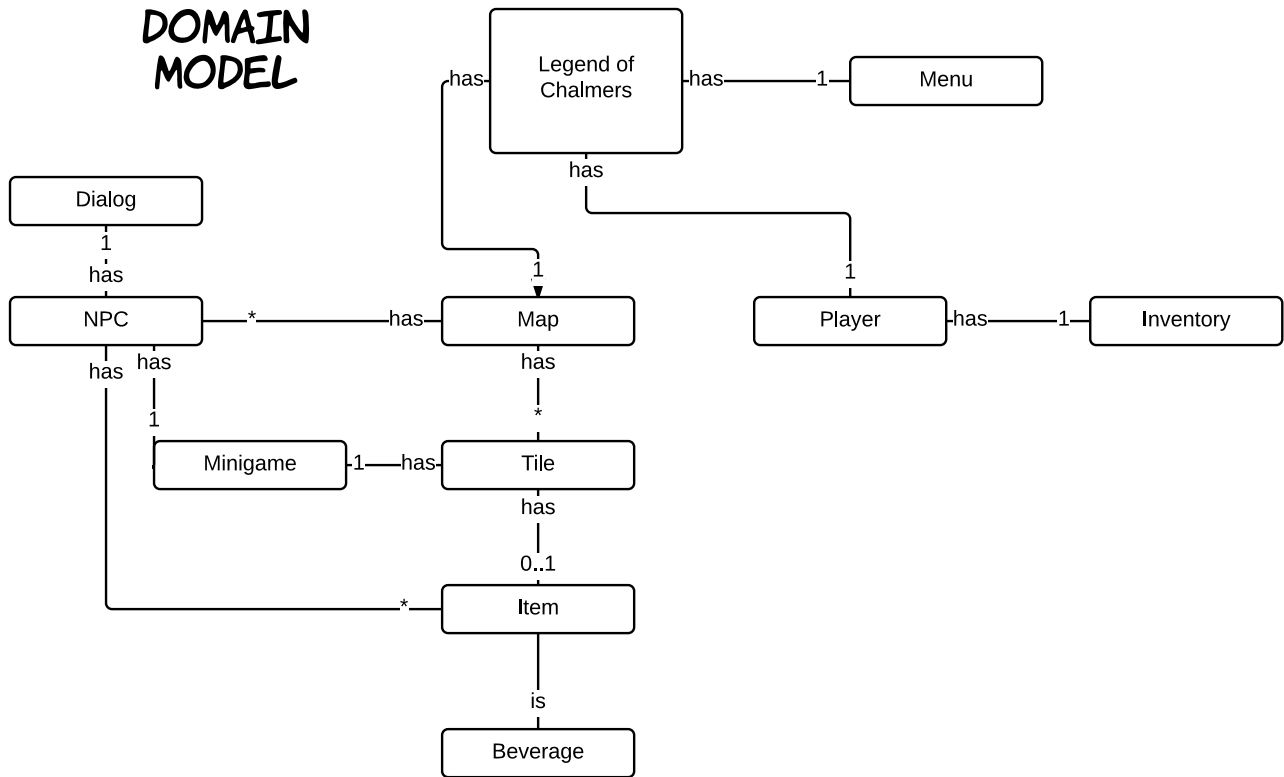 DOMAIN
MODEL
Legend of
Chalmers
has
has
1
Menu
has
Dialog
1
has
1
1
NPC
*
has
Map
Player
has
1
Inventory
has
has
has
1
*
Minigame
1
has
Tile
has
0..1
*
Item
is
Beverage